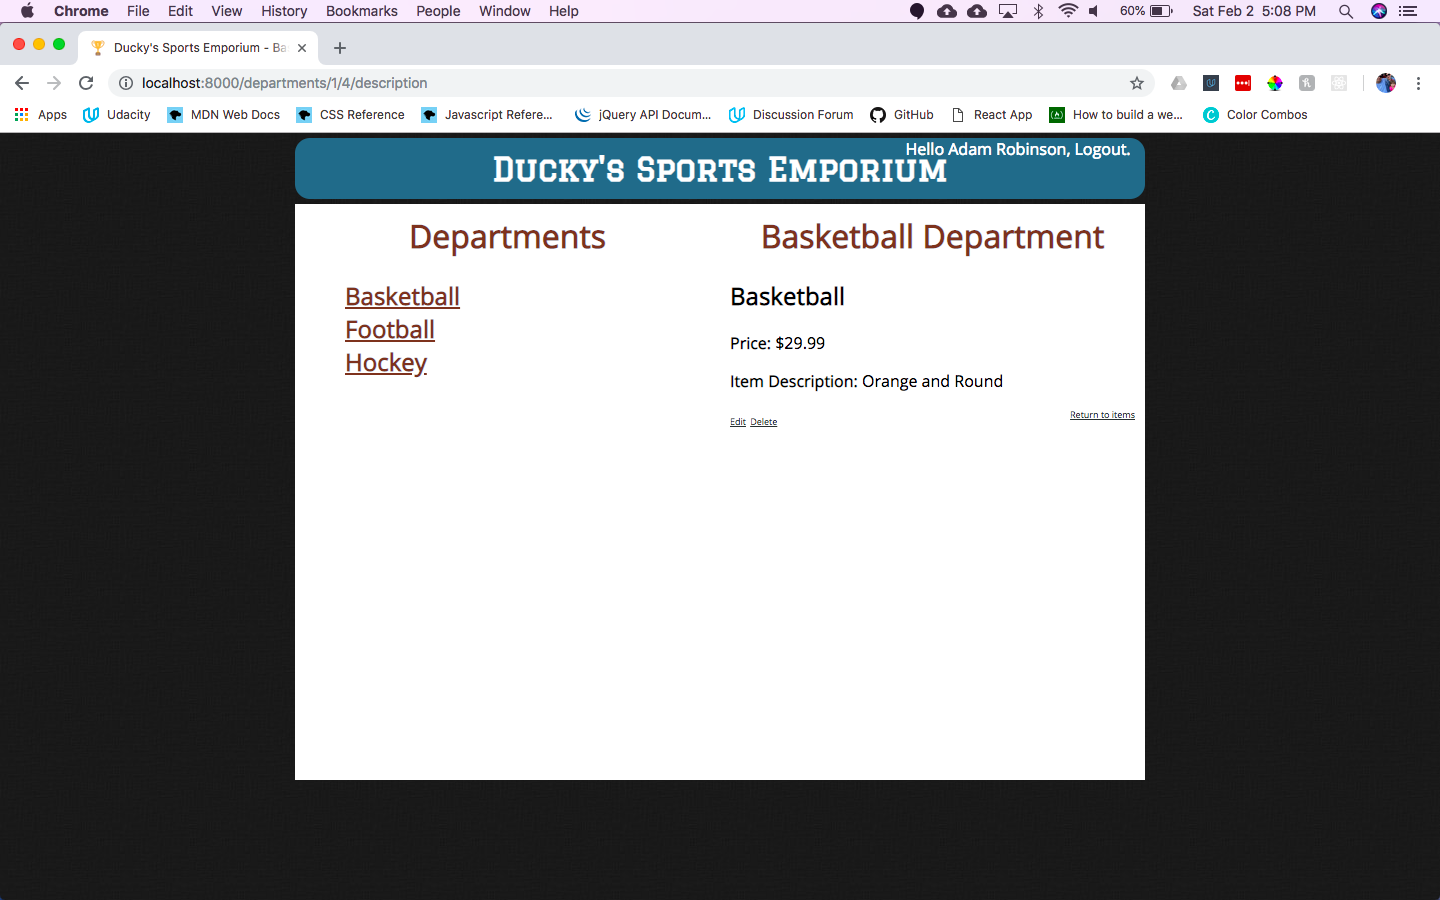 Chrome File Edit View History Bookmarks People Window Help 60% Sat Feb 2 5:08 PM
Ducky's Sports Emporium - Ba
localhost:8000/departments/1/4/description
Apps Udacity MDN Web Docs CSS Reference Javascript Refere... jQuery API Docum... Discussion Forum GitHub React App How to build a we... Color Combos
Hello Adam Robinson, Logout.
Ducky's Sports Emporium
Departments
Basketball
Football
Hockey
Basketball Department
Basketball
Price: $29.99
Item Description: Orange and Round
Return to items
Edit Delete